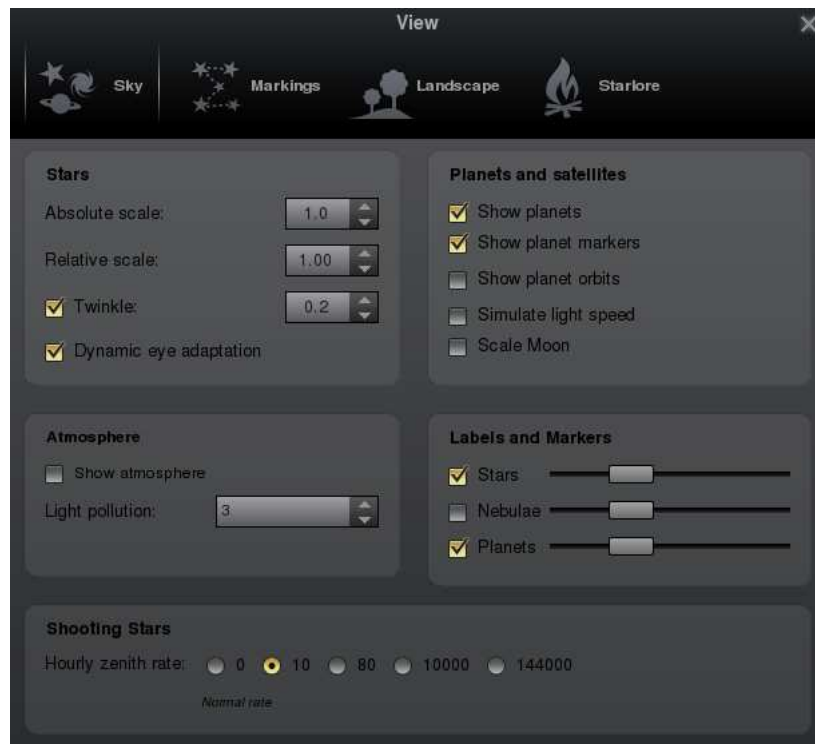 View
Sky
Markings
Landscape
Starlore
Stars
Absolute scale: 1.0
Relative scale: 1.00
Twinkle: 0.2
Dynamic eye adaptation
Planets and satellites
Show planets
Show planet markers
Show planet orbits
Simulate light speed
Scale Moon
Atmosphere
Show atmosphere
Light pollution: 3
Labels and Markers
Stars
Nebulae
Planets
Shooting Stars
Hourly zenith rate: 0 10 80 10000 144000
Normal rate